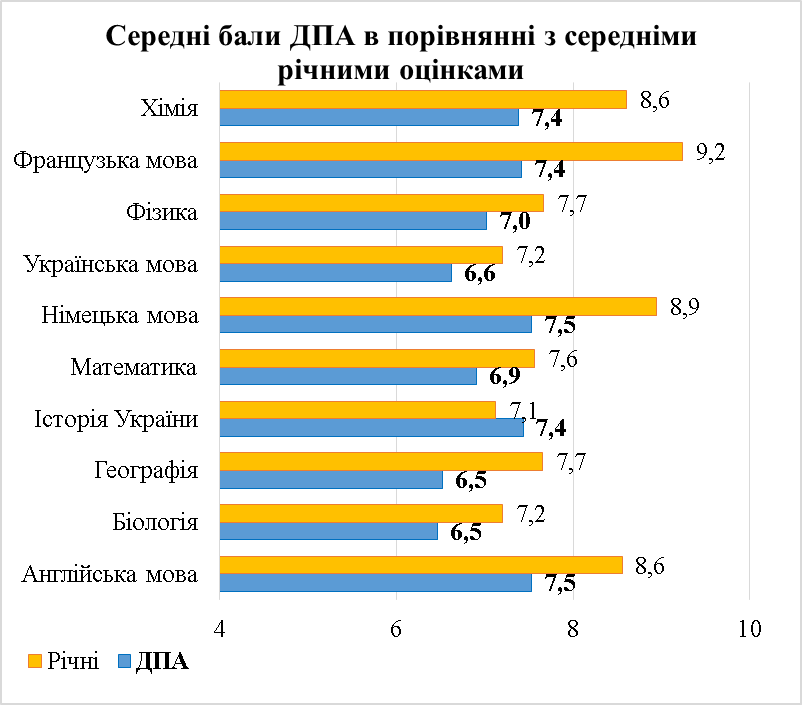 Середні бали ДПА в порівнянні з середніми
річними оцінками
Хімія
8,6
7,4
Французька мова
9,2
7,4
Фізика
7,7
7,0
Українська мова
7,2
6,6
Німецька мова
8,9
7,5
Математика
7,6
6,9
Історія України
7,1
7,4
Географія
7,7
6,5
Біологія
7,2
6,5
Англійська мова
8,6
7,5
4 6 8 10
Річні ДПА